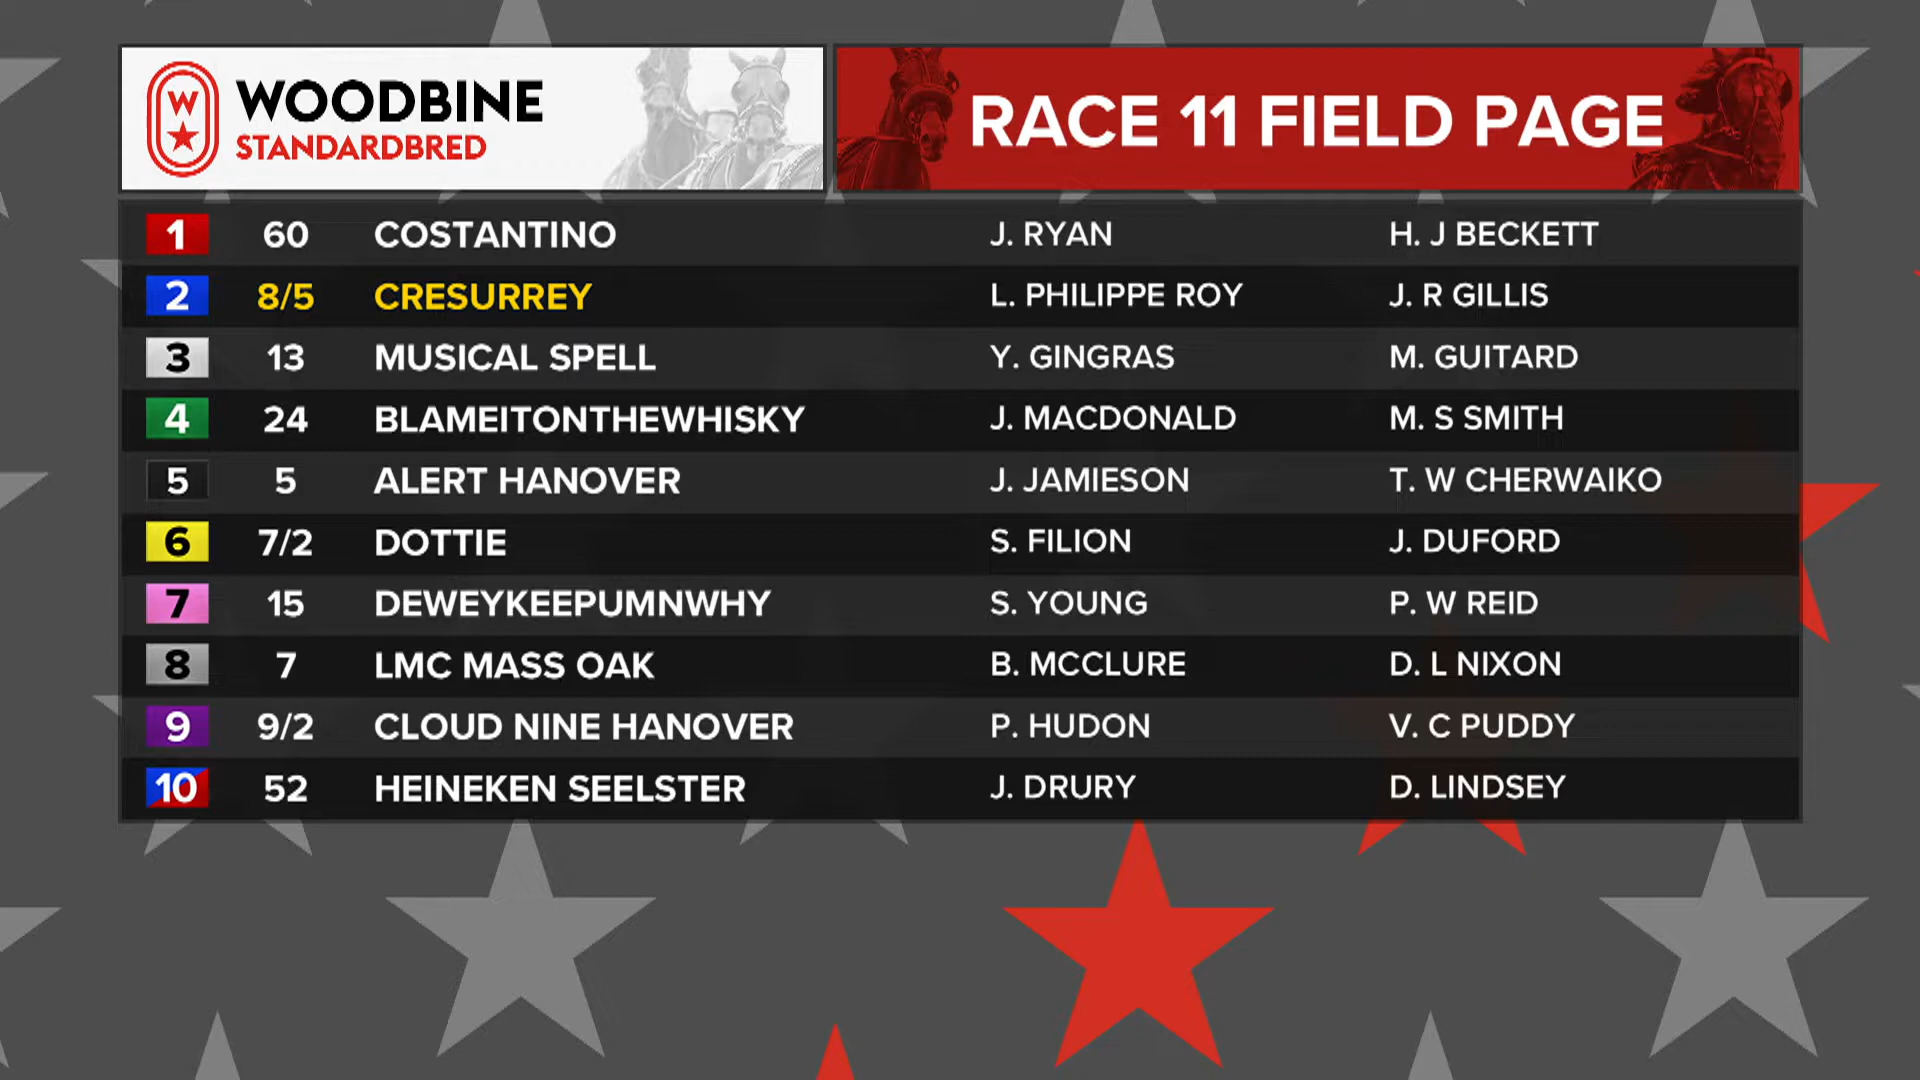 W
WOODBINE
STANDARDBRED
RACE 11 FIELD PAGE
1 60 COSTANTINO J. RYAN H. J BECKETT
2 8/5 CRESURREY L. PHILIPPE ROY J. R GILLIS
3 13 MUSICAL SPELL Y. GINGRAS M. GUITARD
4 24 BLAMEITONTHEWHISKY J. MACDONALD M. S SMITH
5 5 ALERT HANOVER J. JAMIESON T. W CHERWAIKO
6 7/2 DOTTIE S. FILION J. DUFORD
7 15 DEWEYKEEPUMNWHY S. YOUNG P. W REID
8 7 LMC MASS OAK B. MCCLURE D. L NIXON
9 9/2 CLOUD NINE HANOVER P. HUDON V. C PUDDY
10 52 HEINEKEN SEELSTER J. DRURY D. LINDSEY